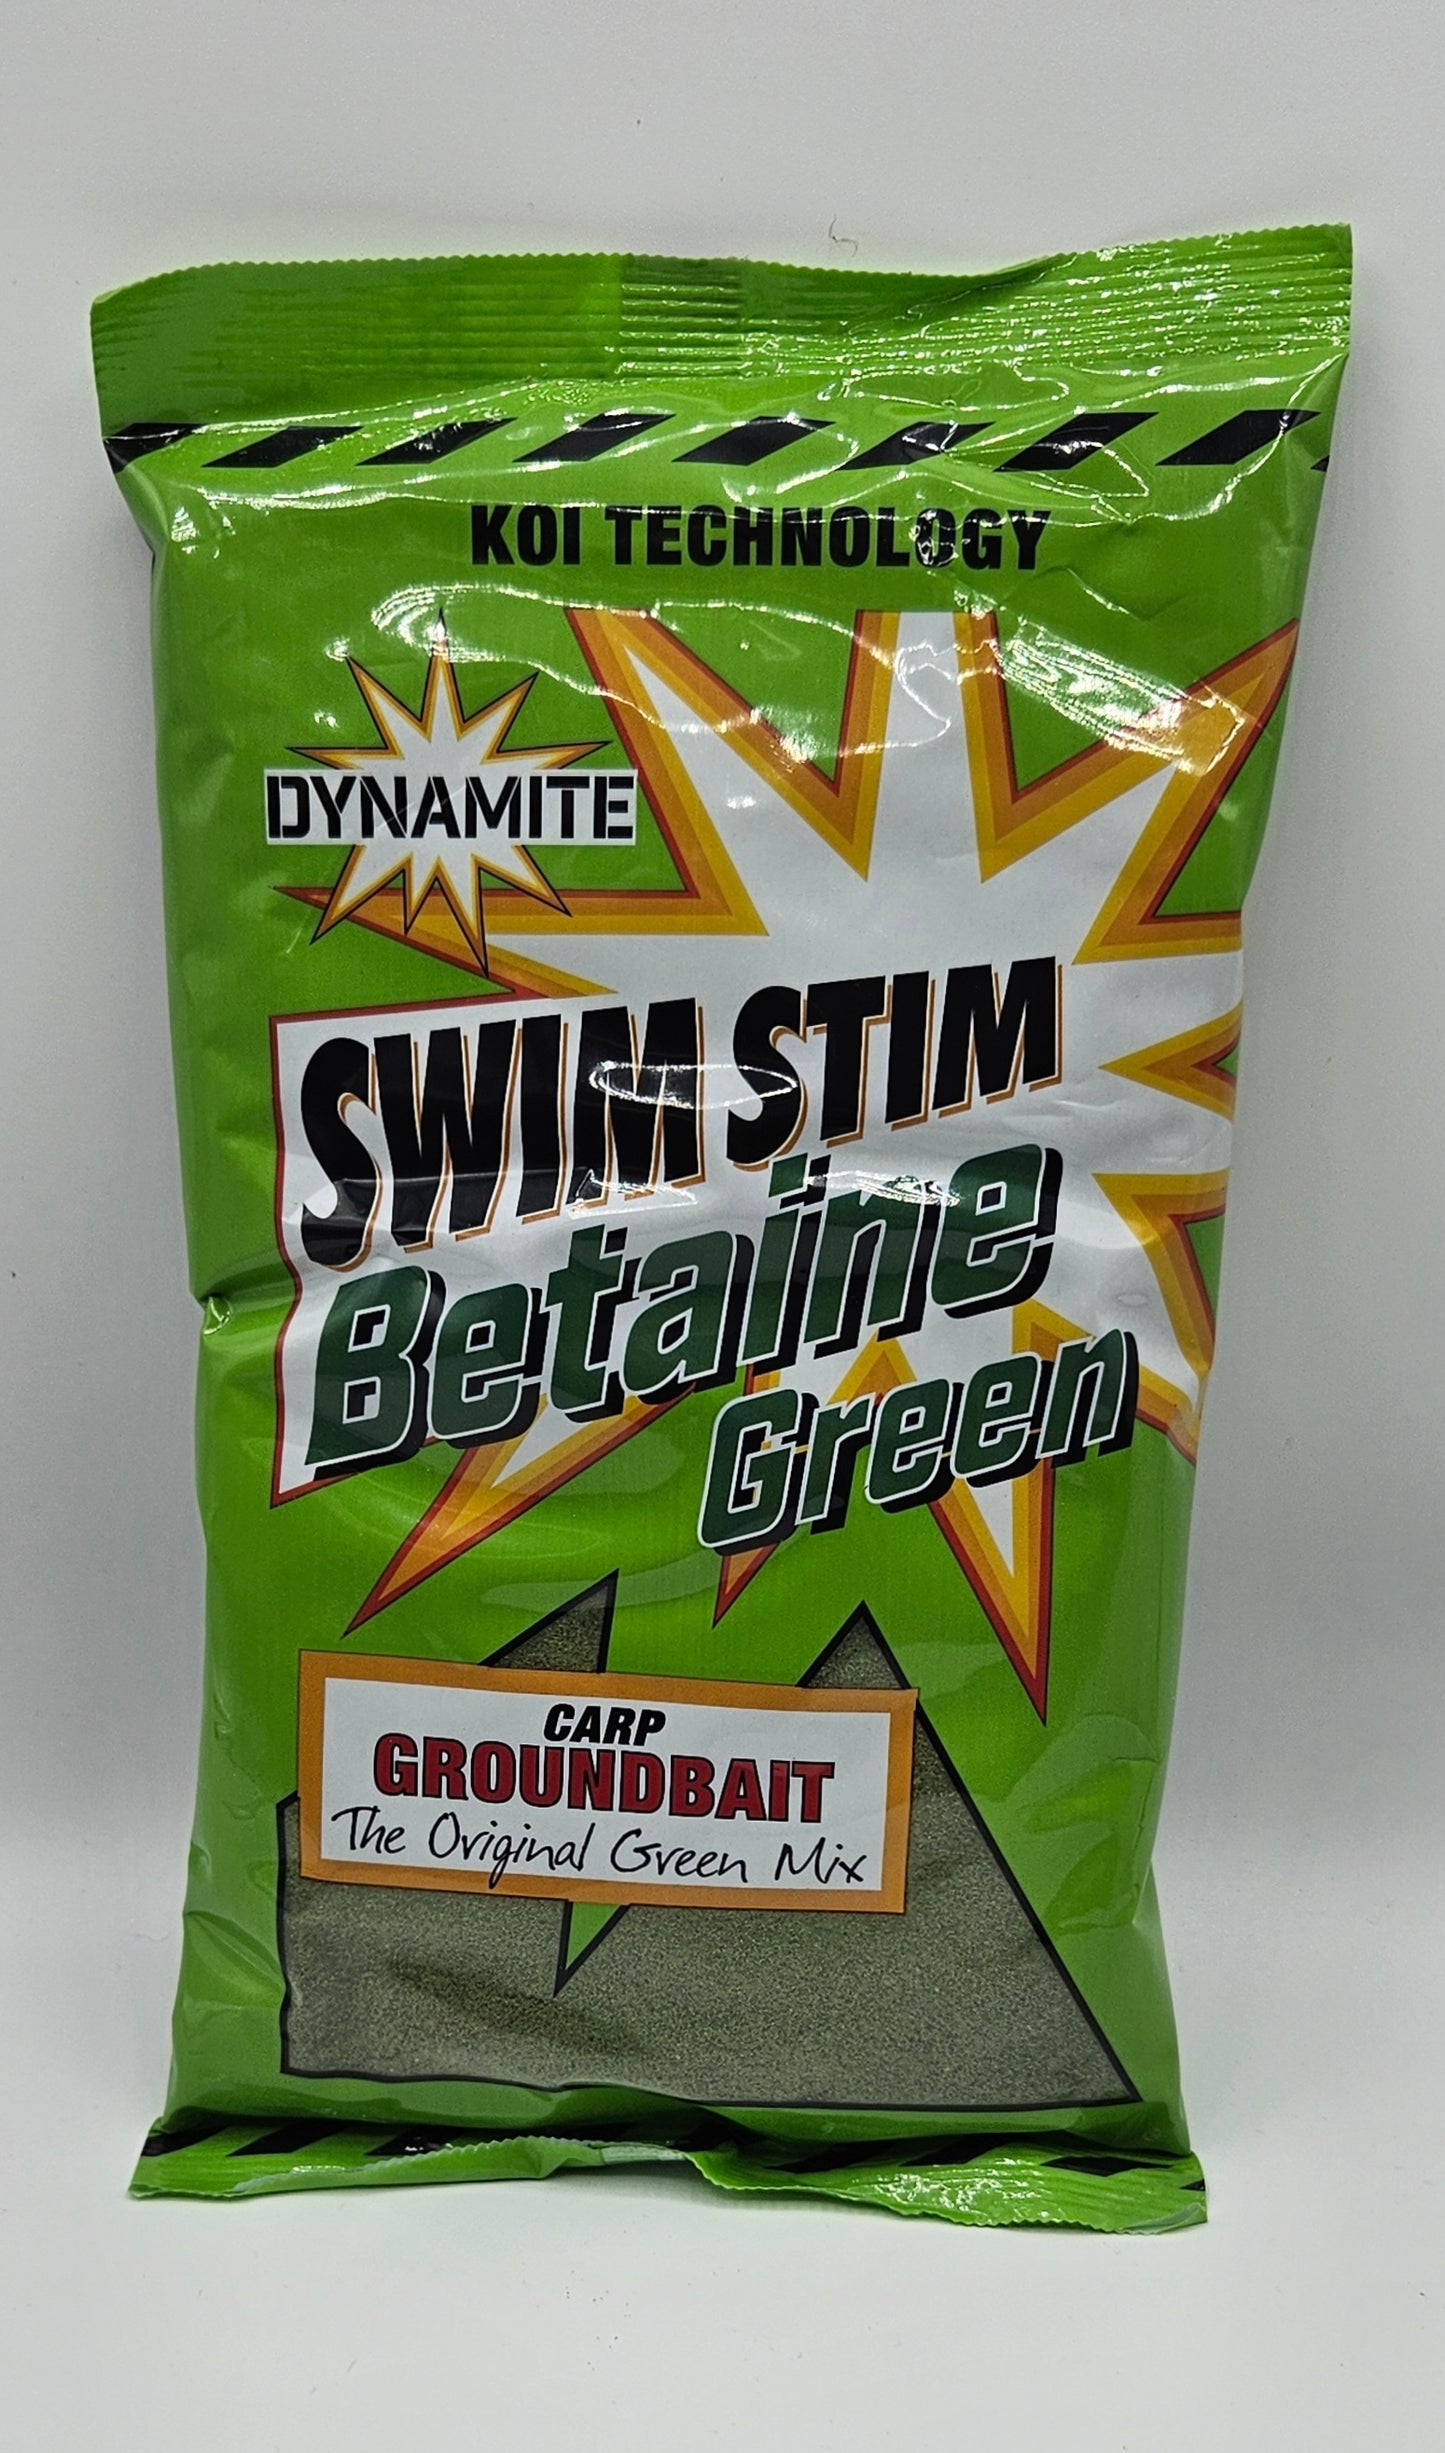 KOI TECHNOLOGY
DYNAMITE
SWIM STIM
Betaine
Green
CARP
GROUNDBAIT
The Original Green Mix